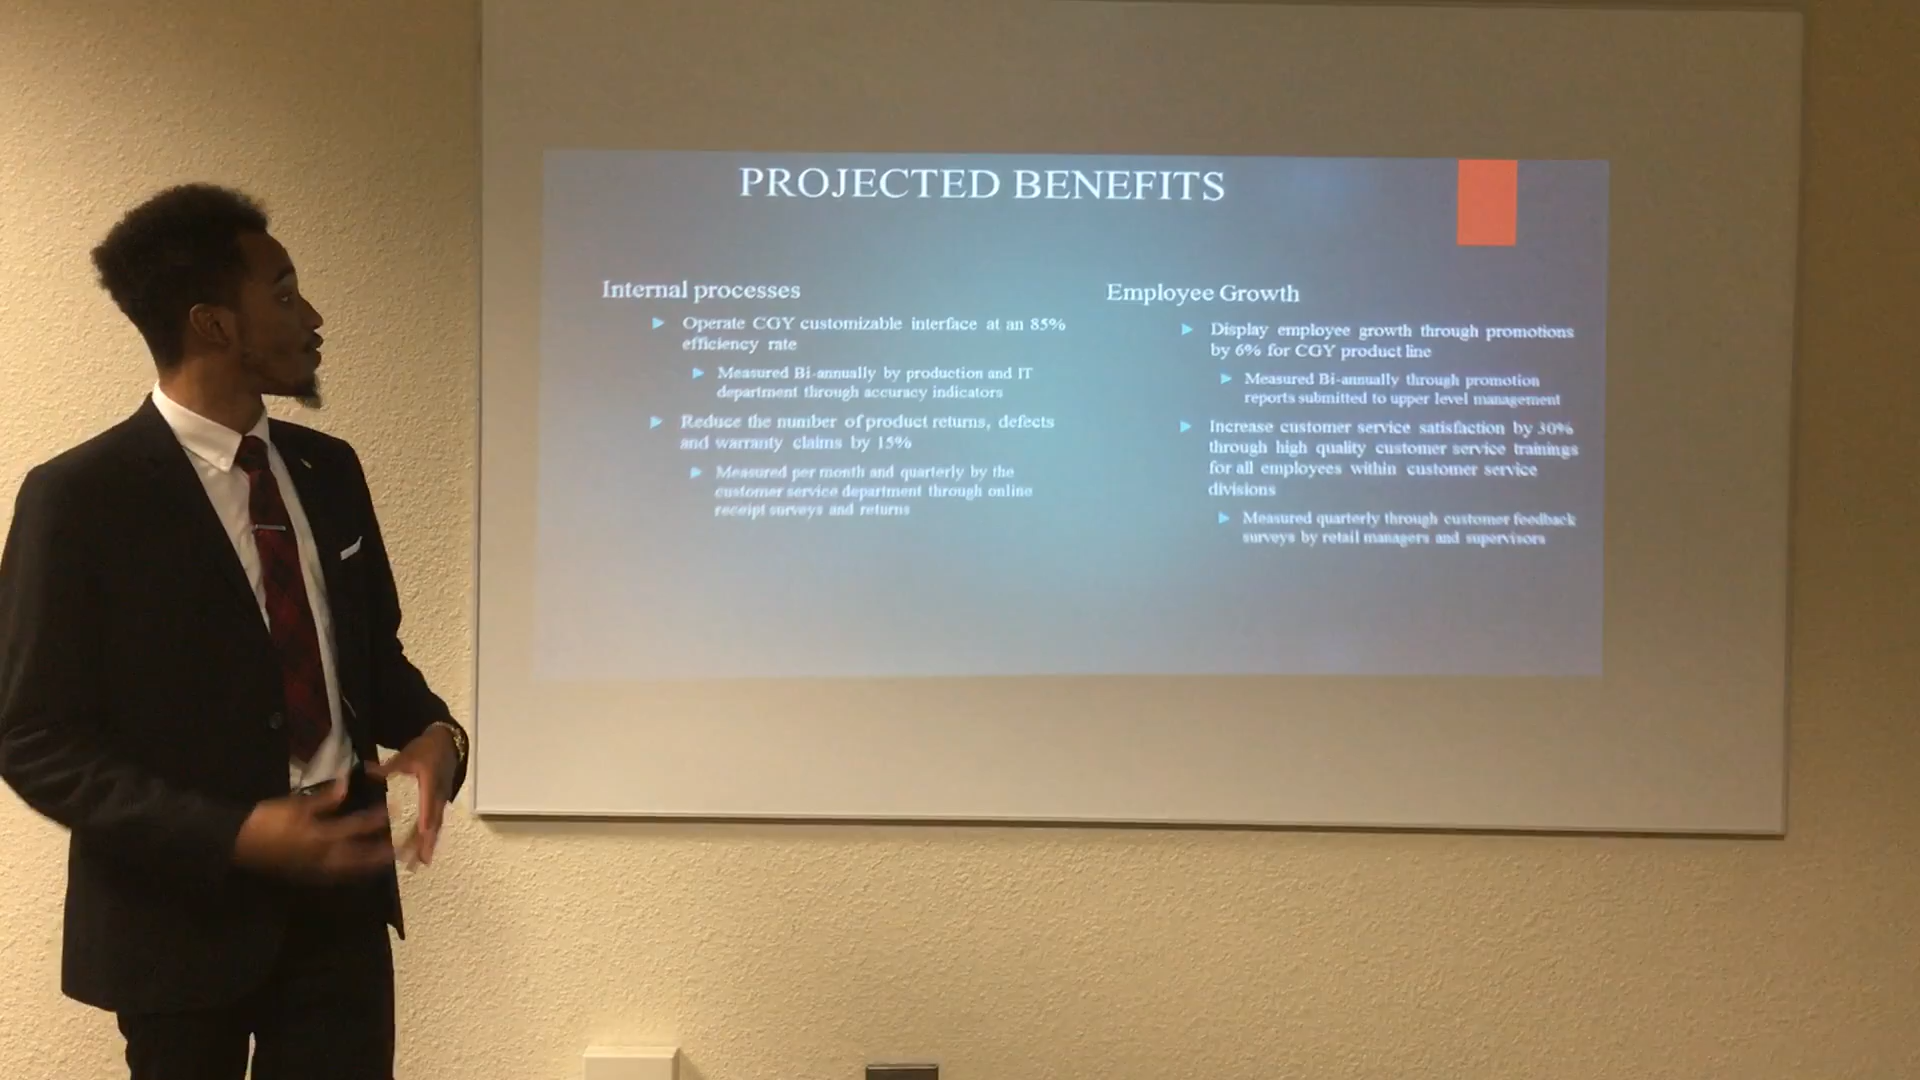 PROJECTED BENEFITS
Internal processes
Operate CGY customizable interface at an 85%
efficiency rate
Measured Bi-annually by production and IT
department through accuracy indicators
Reduce the number of product returns, defects
and warranty claims by 15%
Measured per month and quarterly by the
customer service department through online
receipt surveys and returns
Employee Growth
Display employee growth through promotions
by 6% for CGY product line
Measured Bi-annually through promotion
reports submitted to upper level management
Increase customer service satisfaction by 30%
through high quality customer service trainings
for all employees within customer service
divisions
Measured quarterly through customer feedback
surveys by retail managers and supervisors